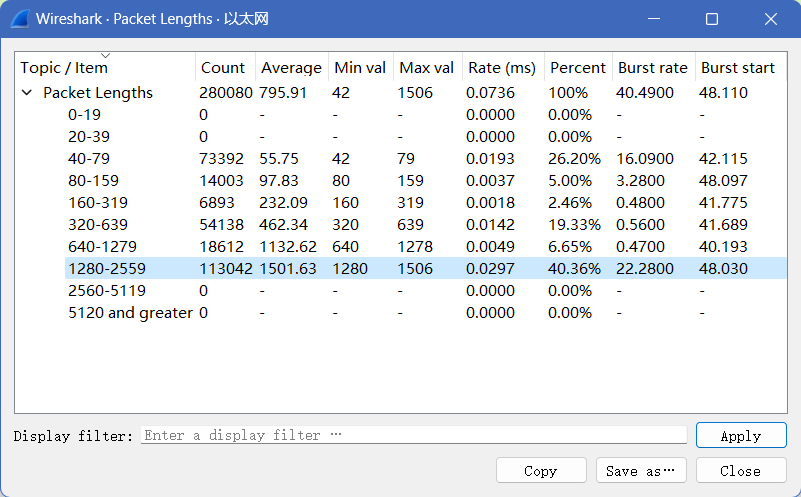 Wireshark · Packet Lengths · 以太网
Topic / Item Count Average Min val Max val Rate (ms) Percent Burst rate Burst start
Packet Lengths 280080 795.91 42 1506 0.0736 100% 40.4900 48.110
0-19 0 - - - 0.0000 0.00% - -
20-39 0 - - - 0.0000 0.00% - -
40-79 73392 55.75 42 79 0.0193 26.20% 16.0900 42.115
80-159 14003 97.83 80 159 0.0037 5.00% 3.2800 48.097
160-319 6893 232.09 160 319 0.0018 2.46% 0.4800 41.775
320-639 54138 462.34 320 639 0.0142 19.33% 0.5600 41.689
640-1279 18612 1132.62 640 1278 0.0049 6.65% 0.4700 40.193
1280-2559 113042 1501.63 1280 1506 0.0297 40.36% 22.2800 48.030
2560-5119 0 - - - 0.0000 0.00% - -
5120 and greater 0 - - - 0.0000 0.00% - -
Display filter: Enter a display filter … Apply
Copy Save as… Close